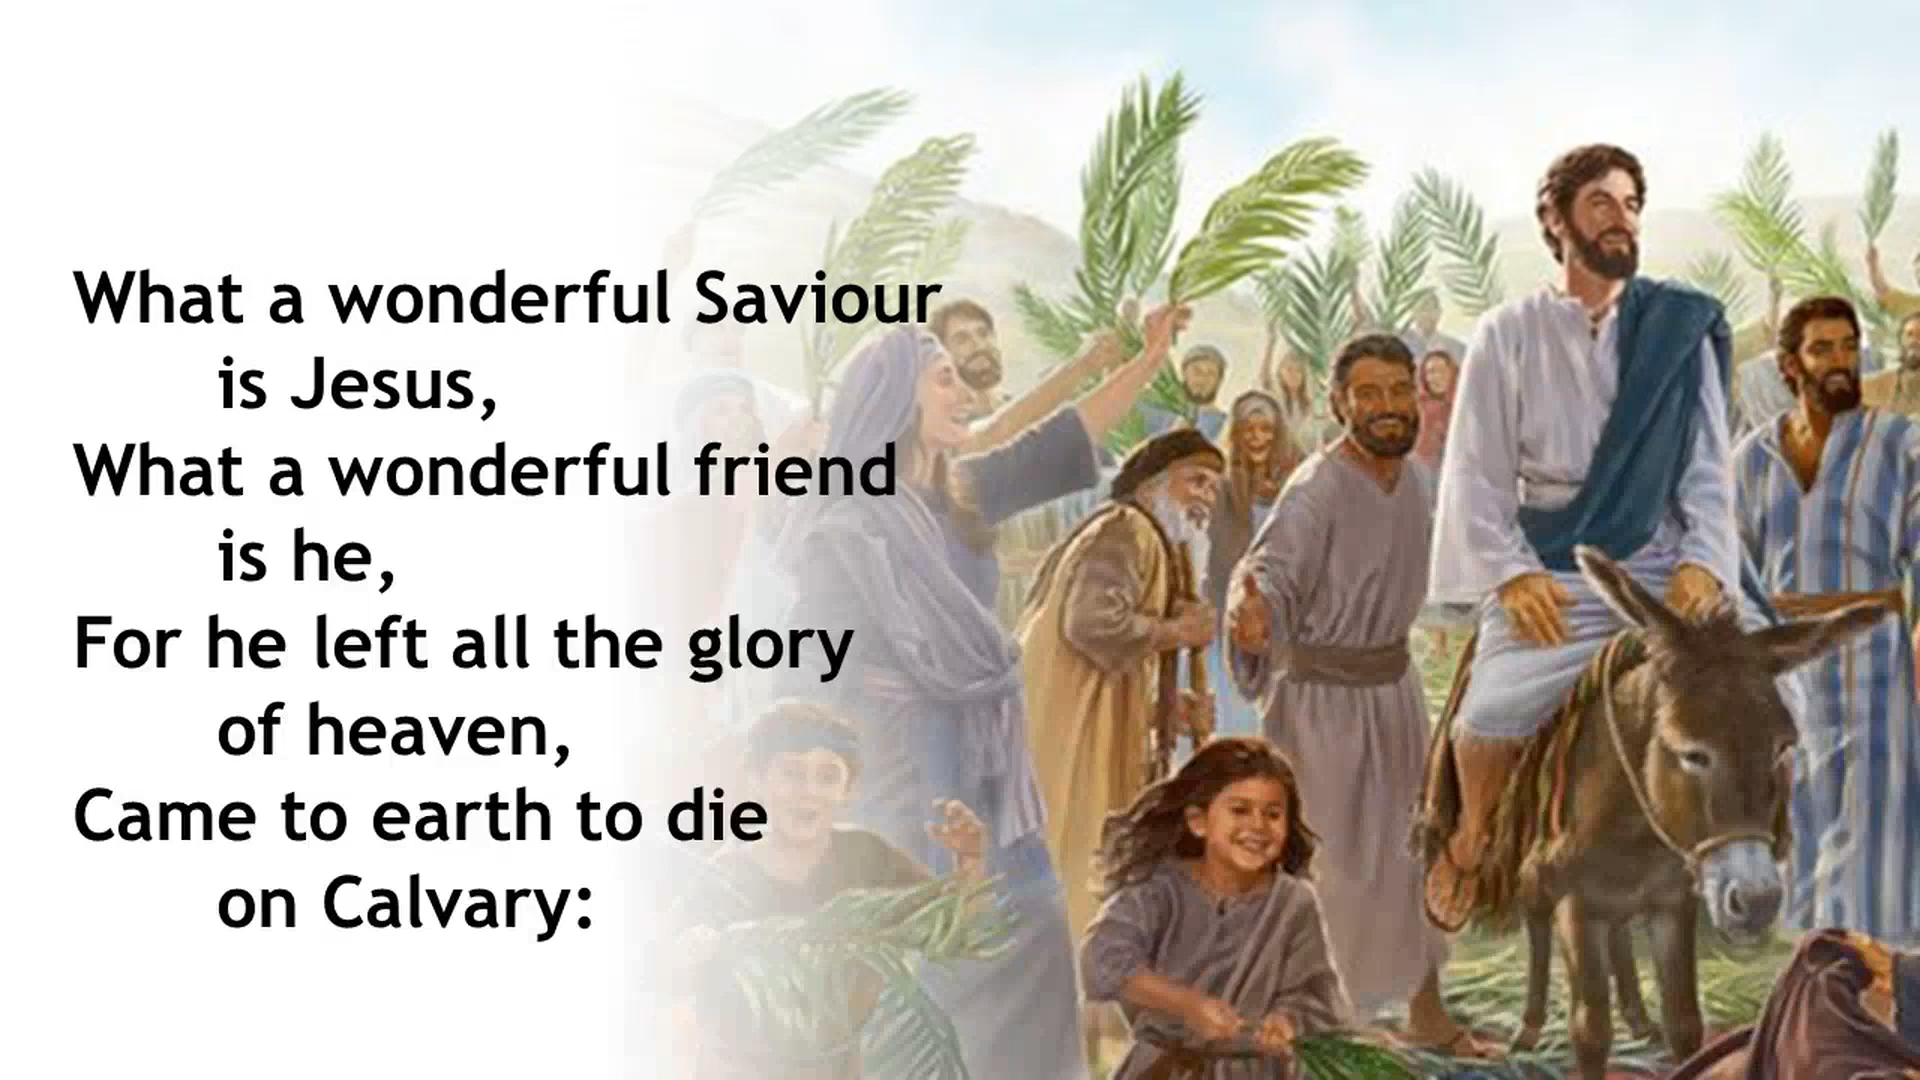 What a wonderful Saviour
is Jesus,
What a wonderful friend
is he,
For he left all the glory
of heaven,
Came to earth to die
on Calvary: